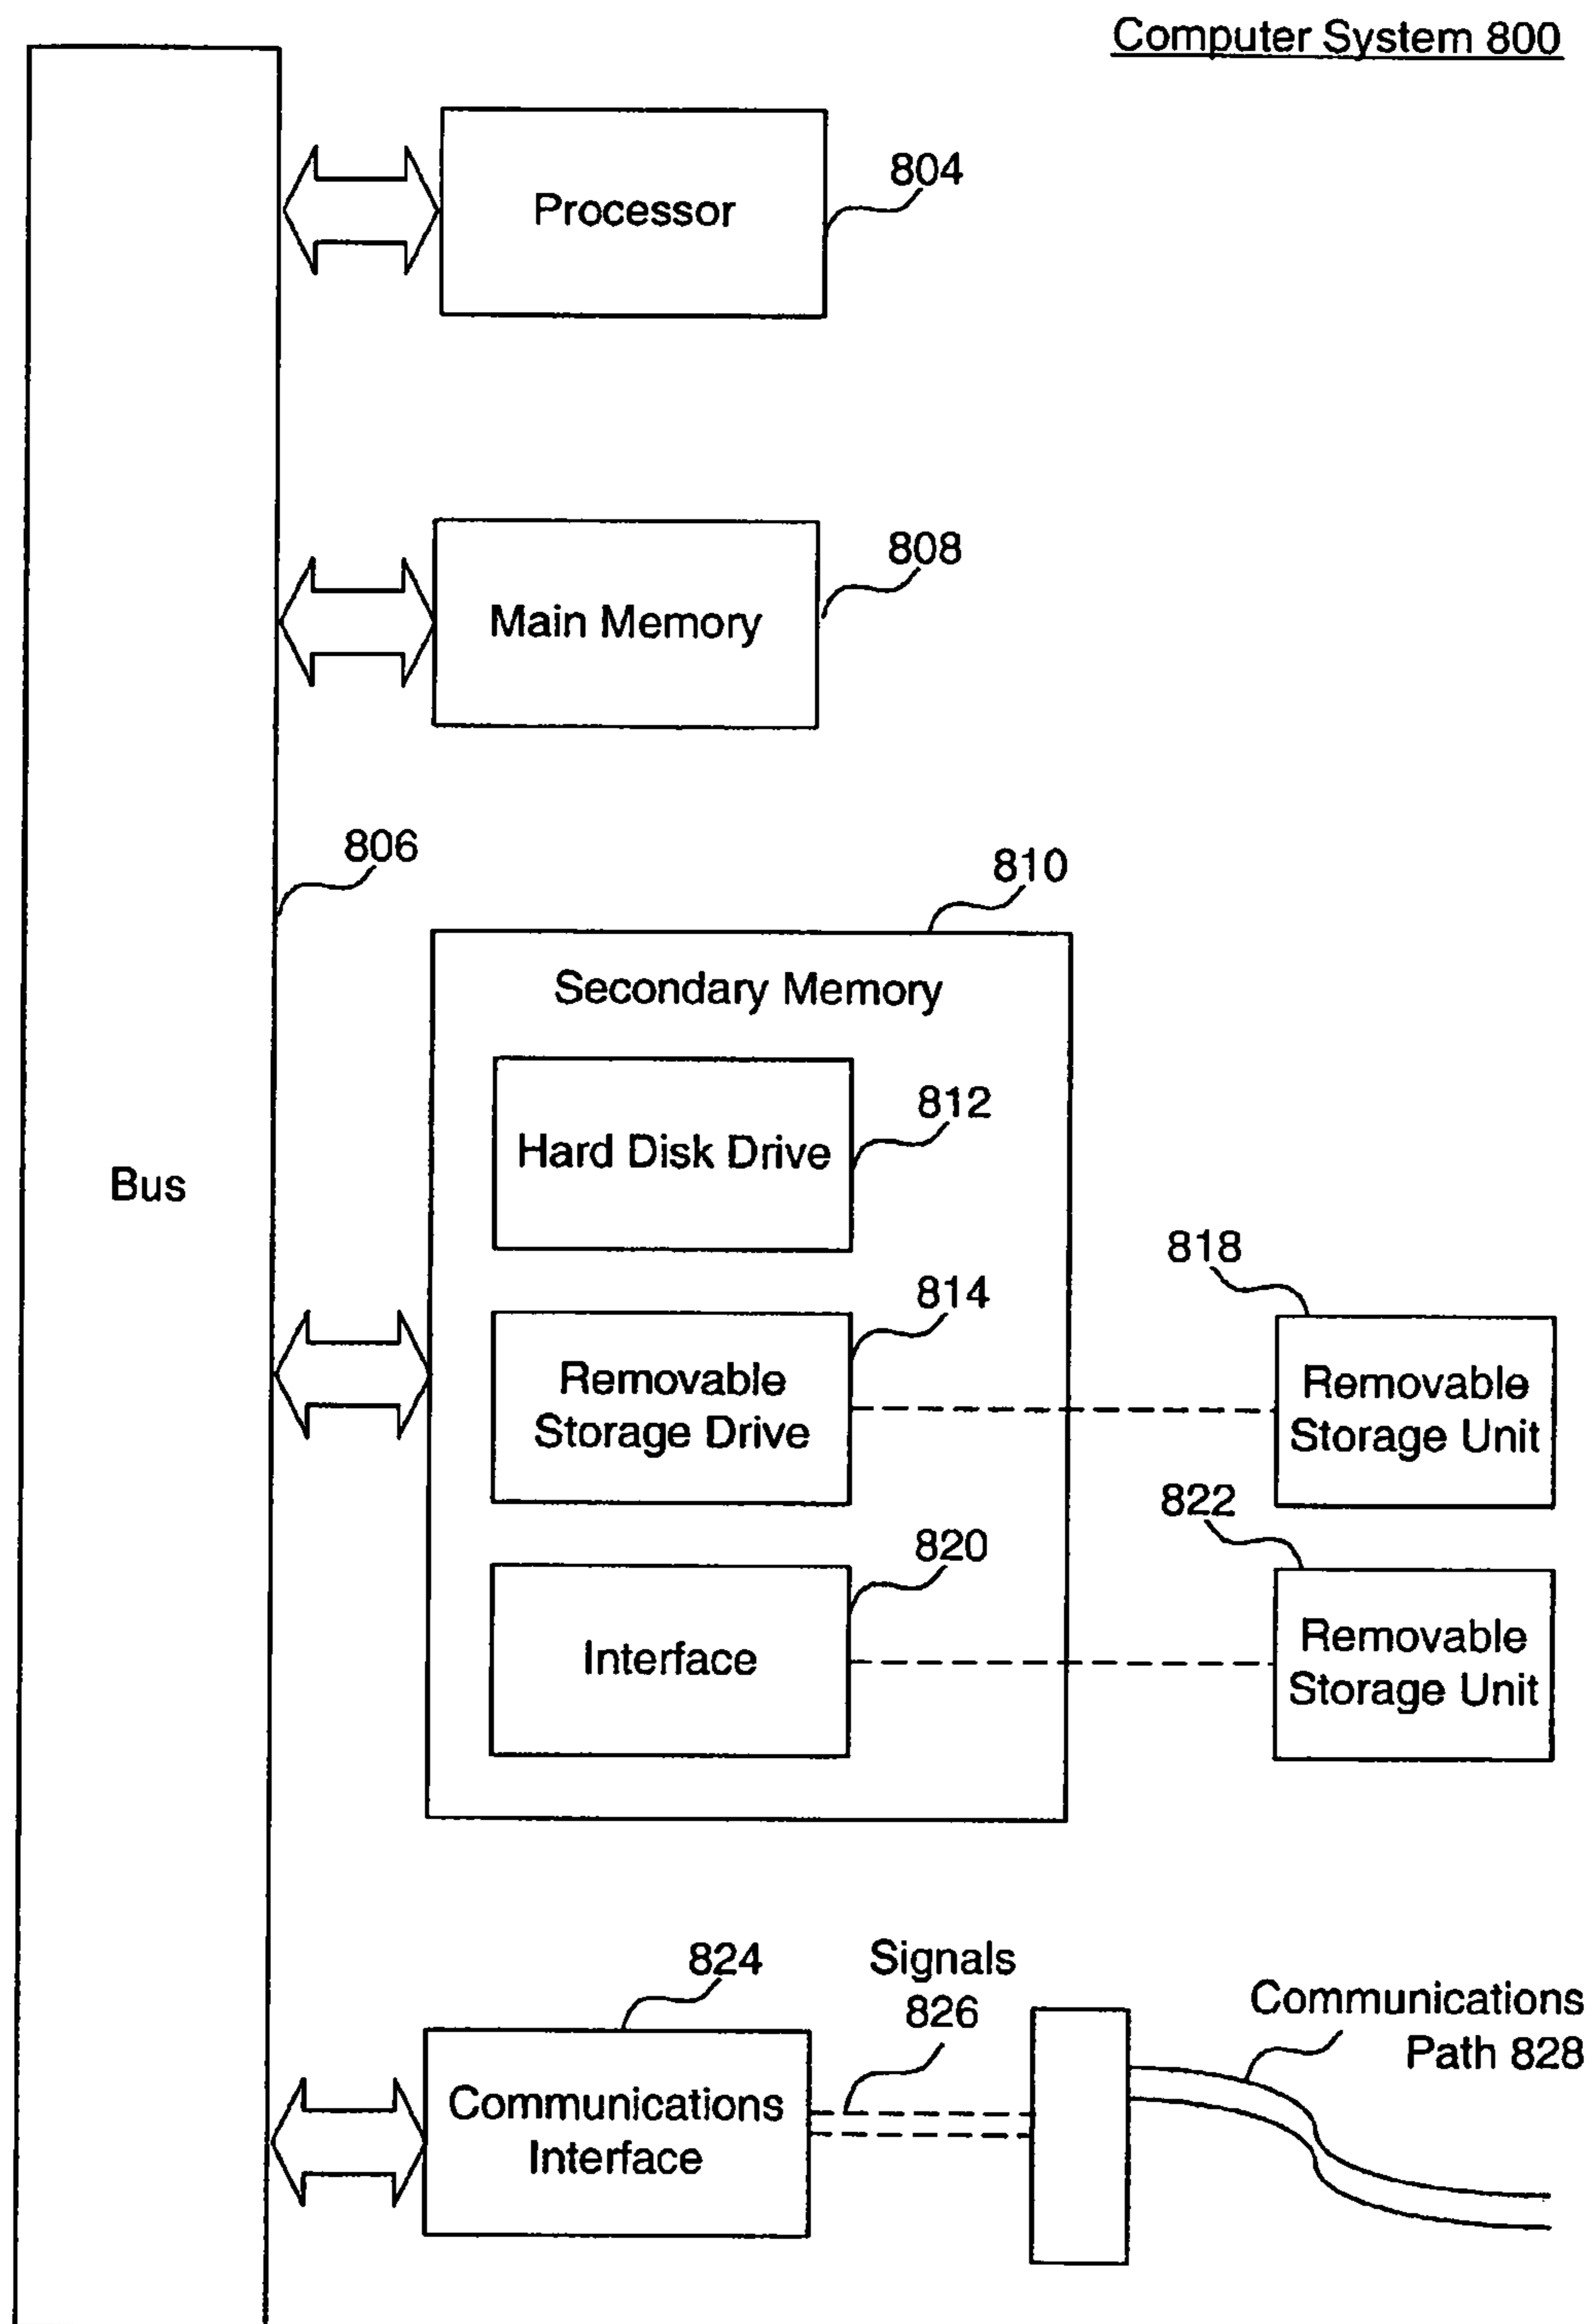 Computer System 800
804
Processor
808
Main Memory
806
810
Secondary Memory
812
Hard Disk Drive
Bus
818
814
Removable
Storage Drive
Removable
Storage Unit
822
820
Interface
Removable
Storage Unit
824
Signals
826
Communications
Path 828
Communications
Interface